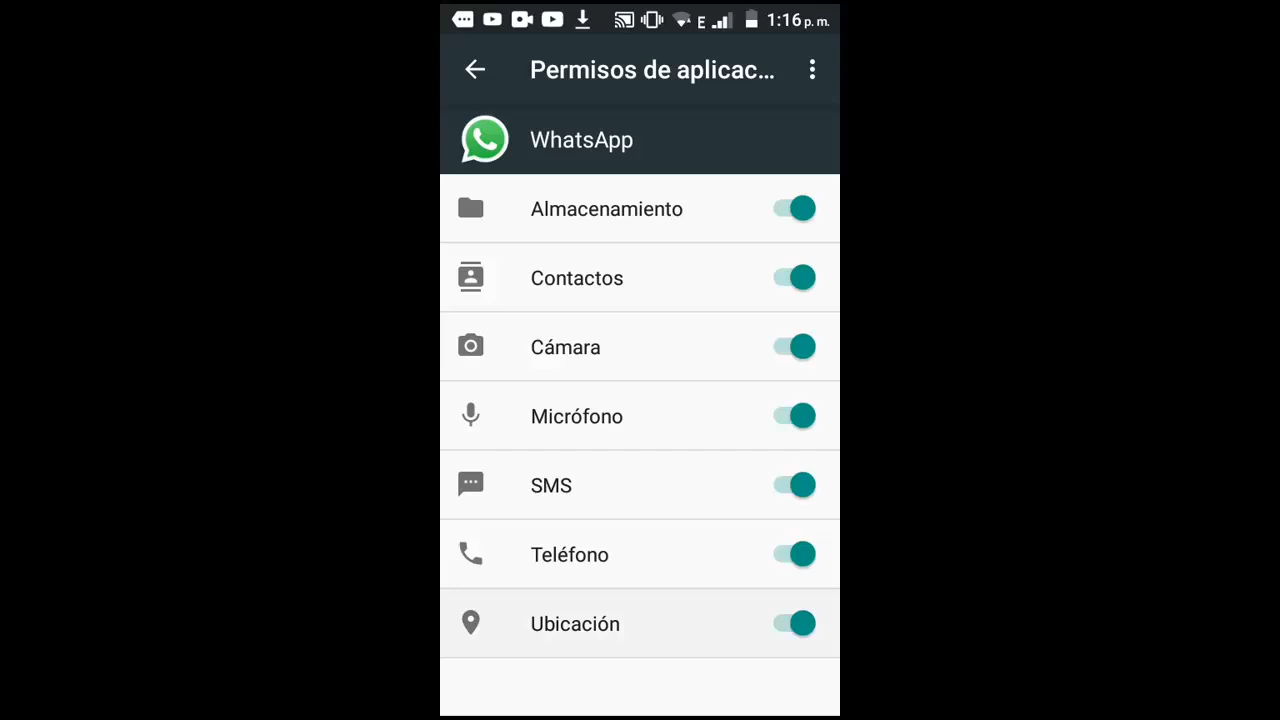 E 1:16 p. m.
Permisos de aplicac...
WhatsApp
Almacenamiento
Contactos
Cámara
Micrófono
SMS
Teléfono
Ubicación